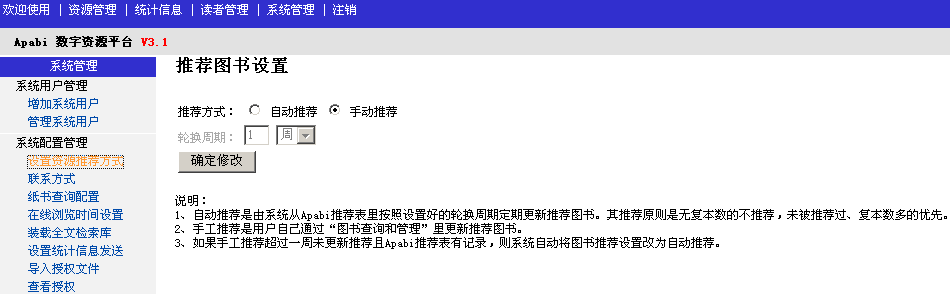 欢迎使用 | 资源管理 | 统计信息 | 读者管理 | 系统管理 | 注销
Apabi 数字资源平台 V3.1
系统管理
系统用户管理
增加系统用户
管理系统用户
系统配置管理
设置资源推荐方式
联系方式
纸书查询配置
在线浏览时间设置
装载全文检索库
设置统计信息发送
导入授权文件
查看授权
推荐图书设置
推荐方式： 自动推荐 手动推荐
轮换周期： 1 周
确定修改
说明：
1、自动推荐是由系统从Apabi推荐表里按照设置好的轮换周期定期更新推荐图书。其推荐原则是无复本数的不推荐，未被推荐过、复本数多的优先。
2、手工推荐是用户自己通过“图书查询和管理”里更新推荐图书。
3、如果手工推荐超过一周未更新推荐且Apabi推荐表有记录，则系统自动将图书推荐设置改为自动推荐。